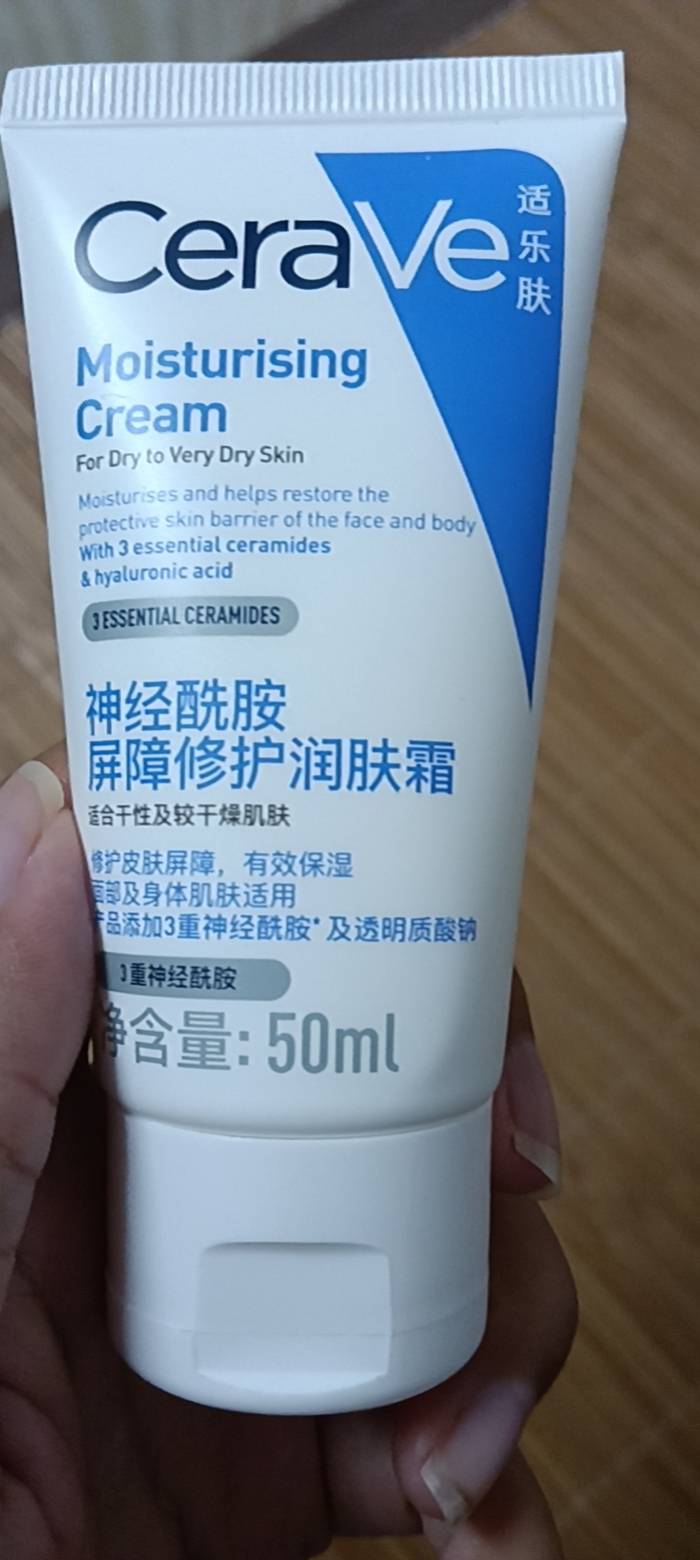 CeraVe
适乐肤
Moisturising
Cream
For Dry to Very Dry Skin
Moisturises and helps restore the
protective skin barrier of the face and body
With 3 essential ceramides
& hyaluronic acid
3 ESSENTIAL CERAMIDES
神经酰胺
屏障修护润肤霜
适合干性及较干燥肌肤
修护皮肤屏障，有效保湿
面部及身体肌肤适用
产品添加3重神经酰胺*及透明质酸钠
3重神经酰胺
净含量: 50ml